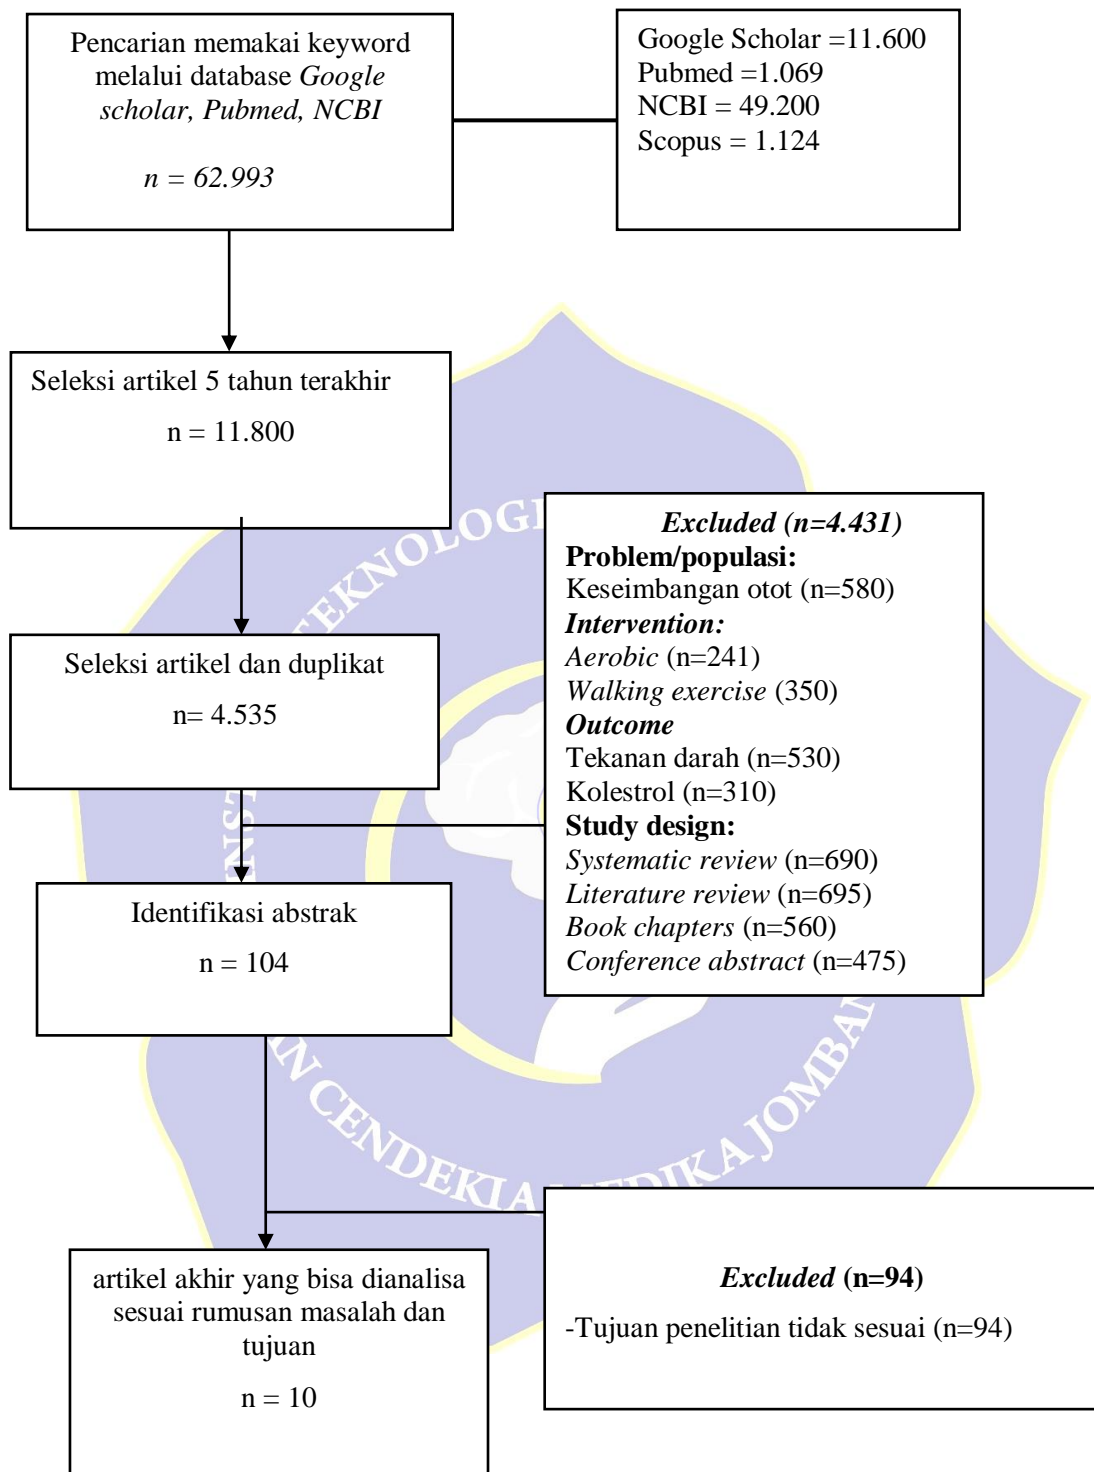 Pencarian memakai keyword
melalui database Google
scholar, Pubmed, NCBI
n = 62.993
Google Scholar =11.600
Pubmed =1.069
NCBI = 49.200
Scopus = 1.124
Seleksi artikel 5 tahun terakhir
n = 11.800
Seleksi artikel dan duplikat
n= 4.535
Excluded (n=4.431)
Problem/populasi:
Keseimbangan otot (n=580)
Intervention:
Aerobic (n=241)
Walking exercise (350)
Outcome
Tekanan darah (n=530)
Kolestrol (n=310)
Study design:
Systematic review (n=690)
Literature review (n=695)
Book chapters (n=560)
Conference abstract (n=475)
Identifikasi abstrak
n = 104
Excluded (n=94)
-Tujuan penelitian tidak sesuai (n=94)
artikel akhir yang bisa dianalisa
sesuai rumusan masalah dan
tujuan
n = 10
CENDEKIA MEDIKA